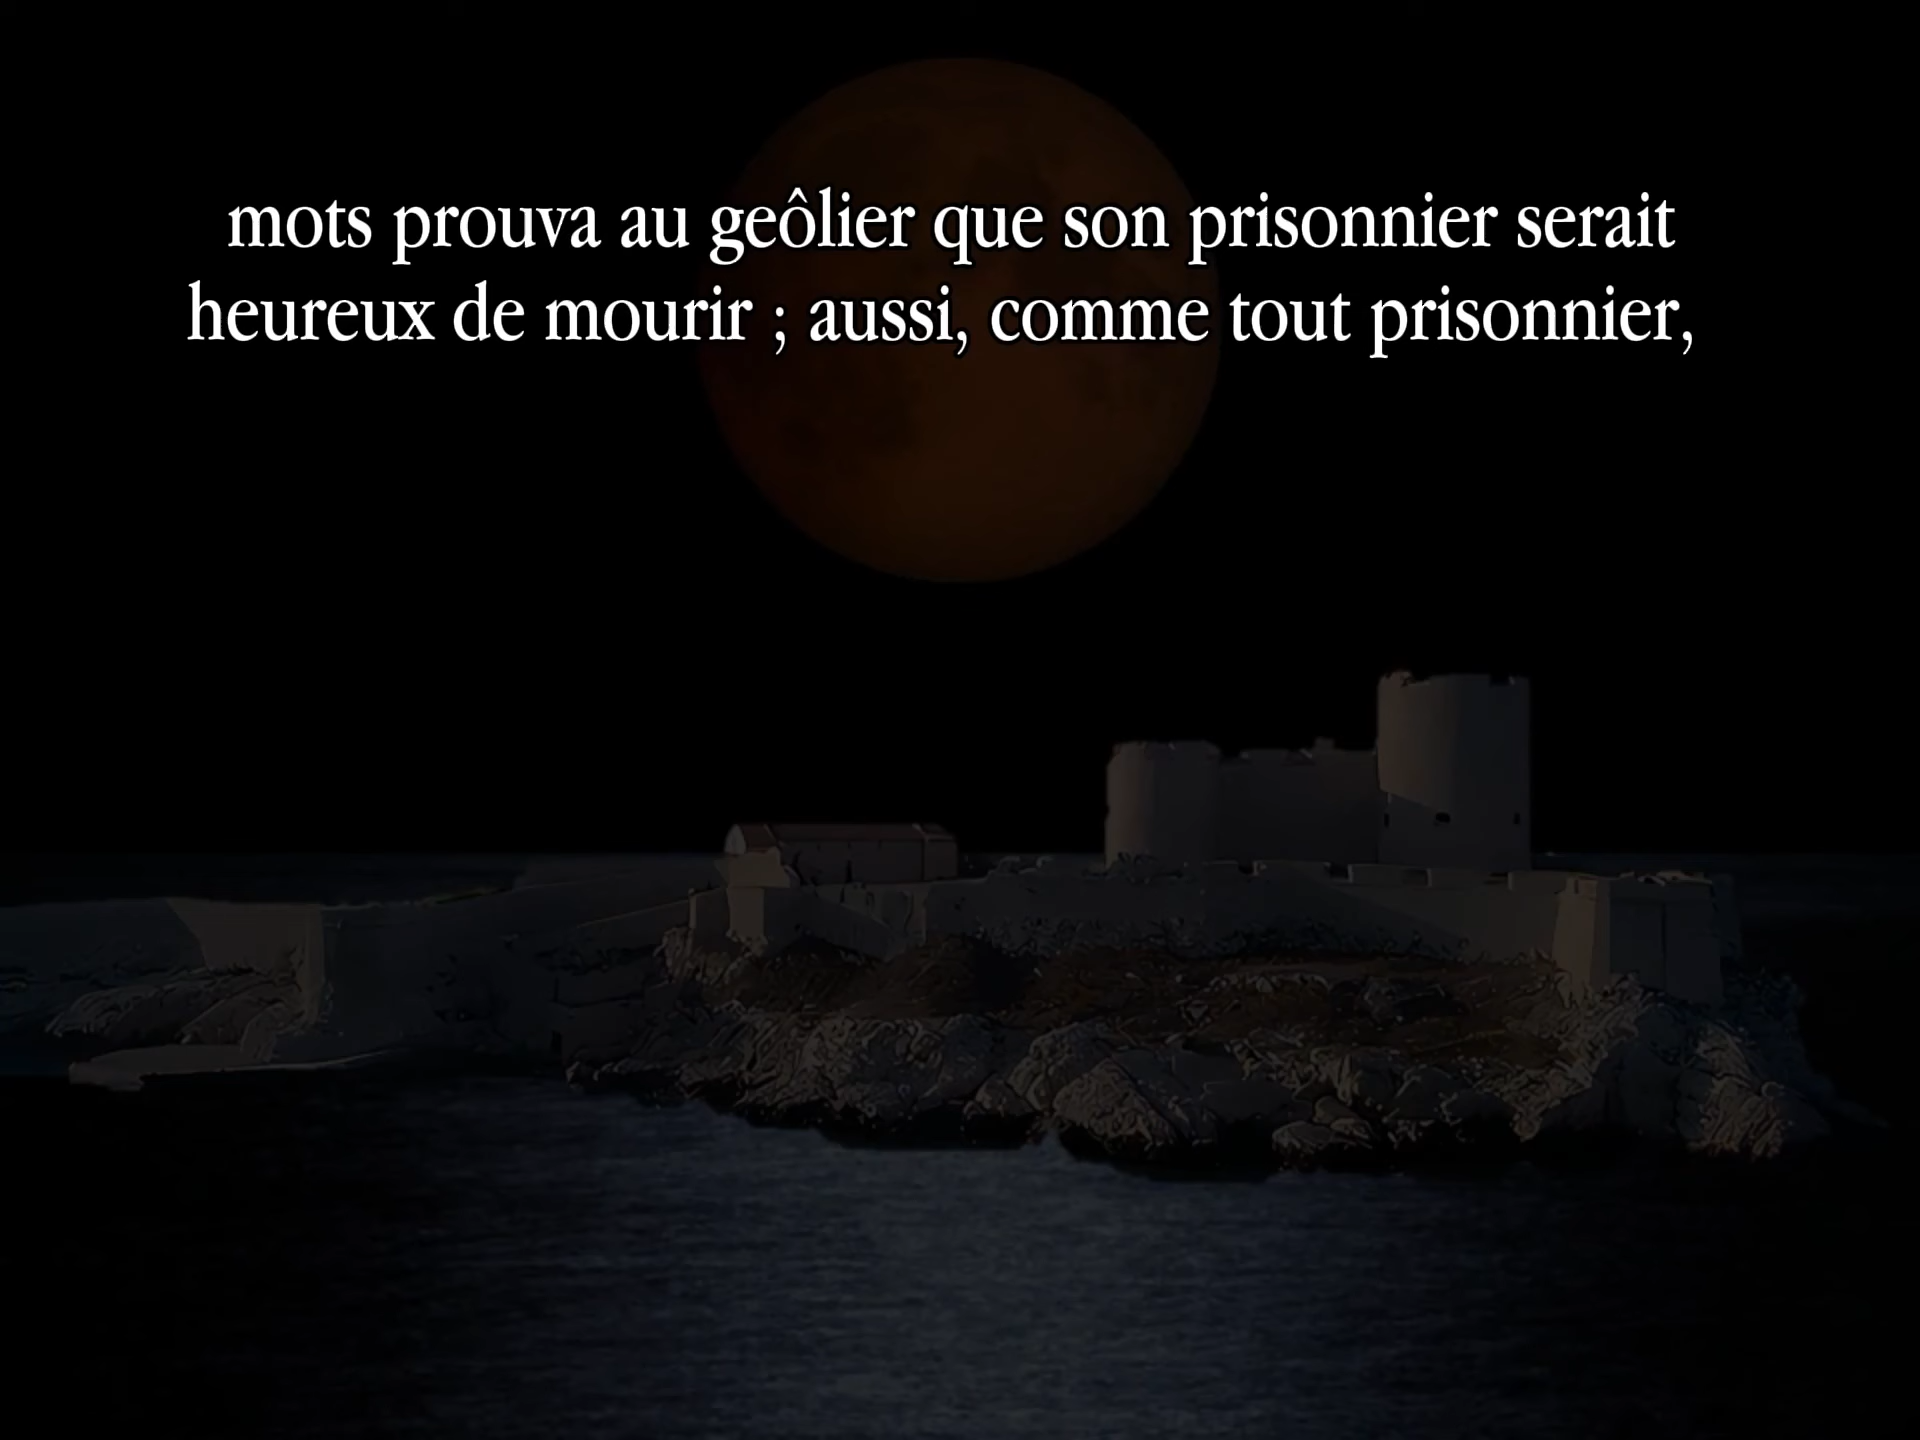 mots prouva au geôlier que son prisonnier serait
heureux de mourir ; aussi, comme tout prisonnier,